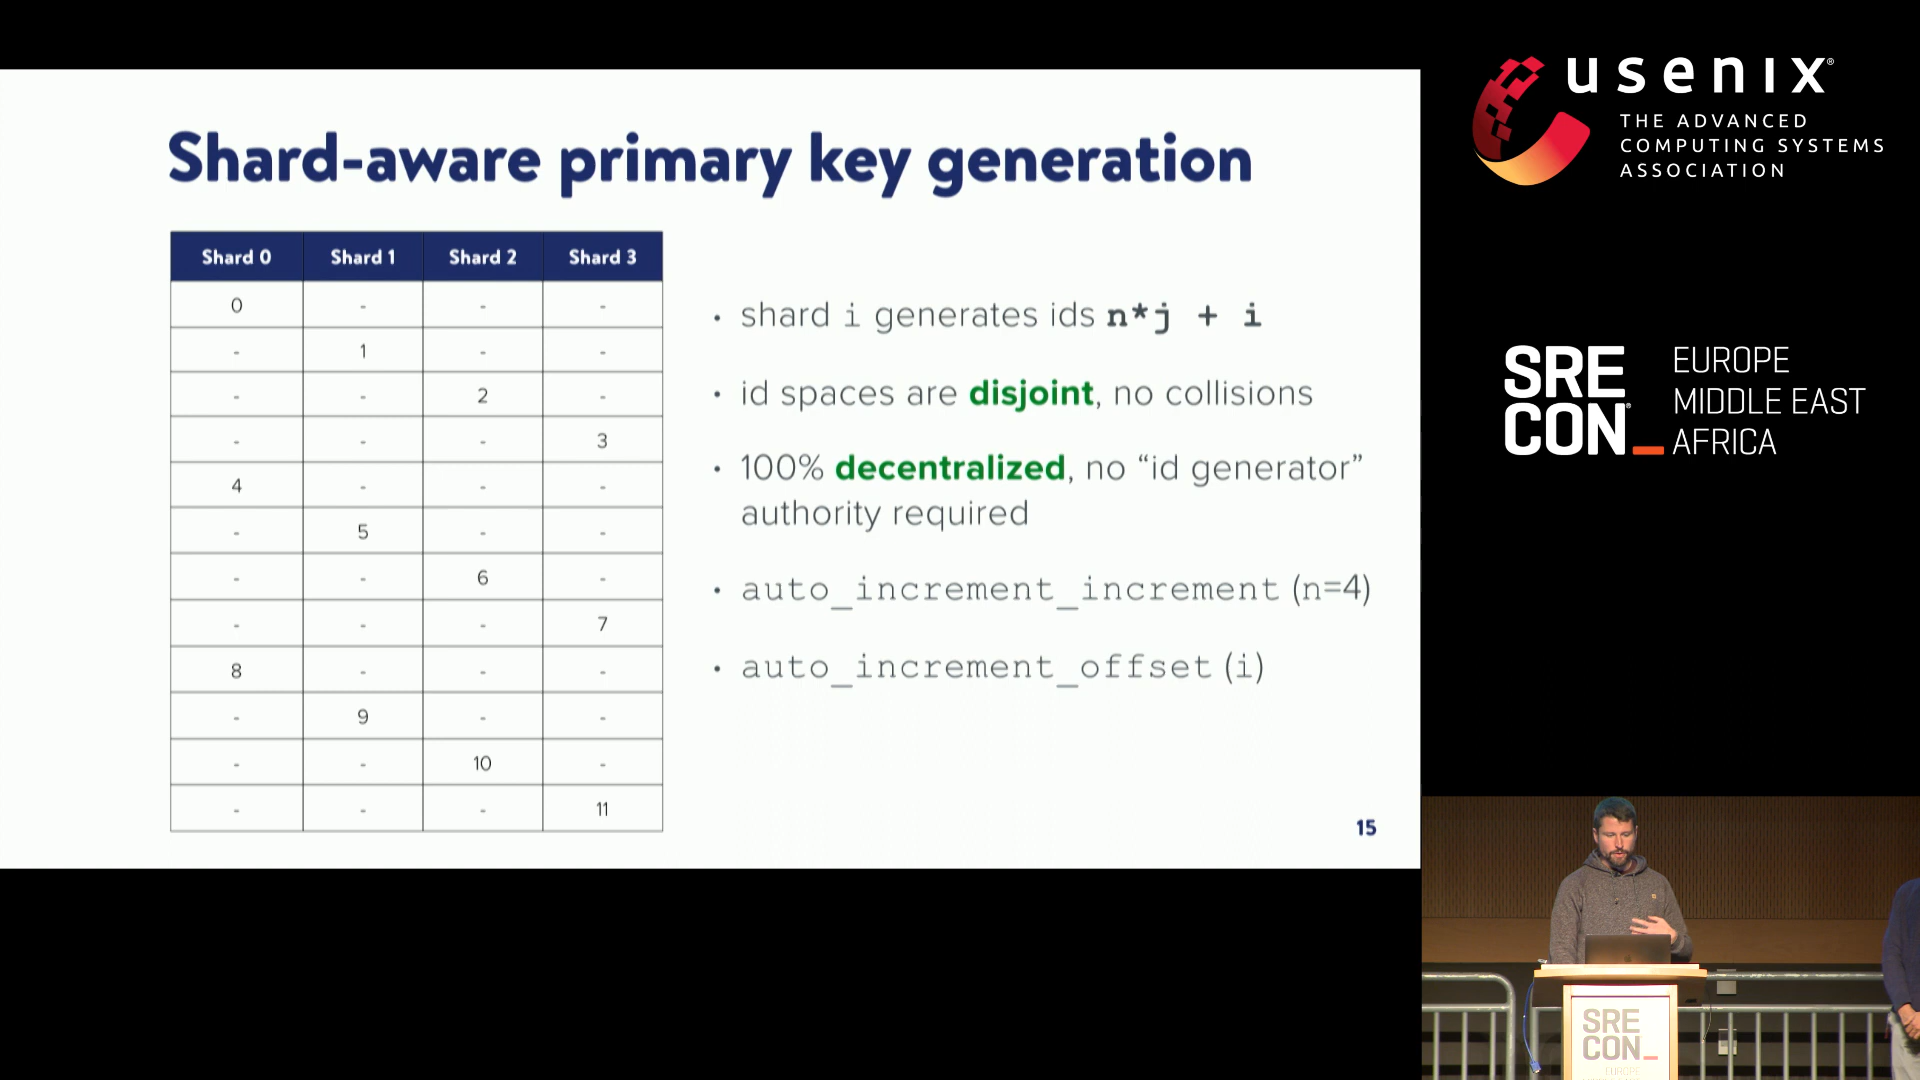 Shard-aware primary key generation
Shard 0 Shard 1 Shard 2 Shard 3
0 - - -
- 1 - -
- - 2 -
- - - 3
4 - - -
- 5 - -
- - 6 -
- - - 7
8 - - -
- 9 - -
- - 10 -
- - - 11
• shard i generates ids n*j + i
• id spaces are disjoint, no collisions
• 100% decentralized, no “id generator”
authority required
• auto_increment_increment (n=4)
• auto_increment_offset (i)
15
usenix®
THE ADVANCED
COMPUTING SYSTEMS
ASSOCIATION
SRE
CON®_
EUROPE
MIDDLE EAST
AFRICA
SRE
CON_
EUROPE